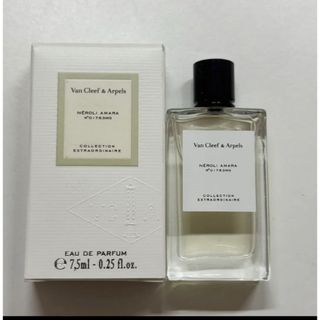 Van Cleef & Arpels
NÉROLI AMARA
COLLECTION
EXTRAORDINAIRE
EAU DE PARFUM
℮ 7,5ml - 0.25 fl.oz.
Van Cleef & Arpels
NÉROLI AMARA
COLLECTION
EXTRAORDINAIRE